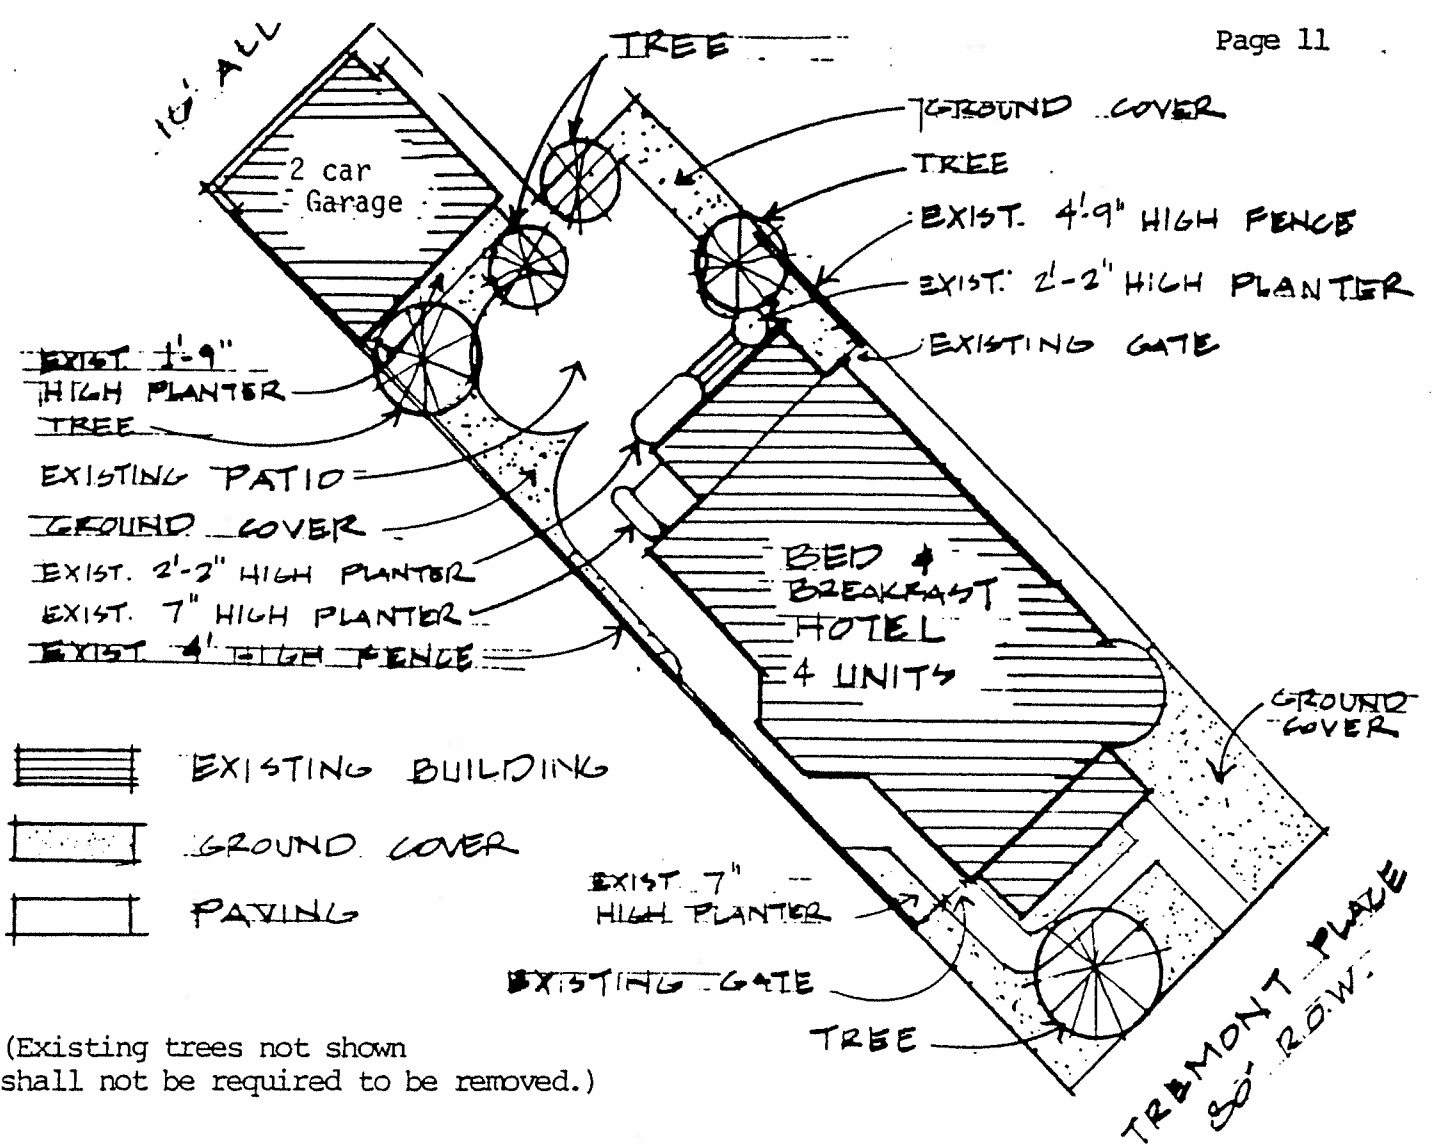 Page 11
16' ALL
TREE
GROUND COVER
TREE
EXIST. 4'-9" HIGH FENCE
EXIST. 2'-2" HIGH PLANTER
EXISTING GATE
2 car
Garage
EXIST. 1'-9"
HIGH PLANTER
TREE
EXISTING PATIO
GROUND COVER
EXIST. 2'-2" HIGH PLANTER
EXIST. 7" HIGH PLANTER
EXIST. 4' HIGH FENCE
BED &
BREAKFAST
HOTEL
4 UNITS
GROUND
COVER
EXISTING BUILDING
GROUND COVER
PAVING
EXIST. 7"
HIGH PLANTER
EXISTING GATE
TREE
TREMONT PLACE
80' R.O.W.
(Existing trees not shown
shall not be required to be removed.)